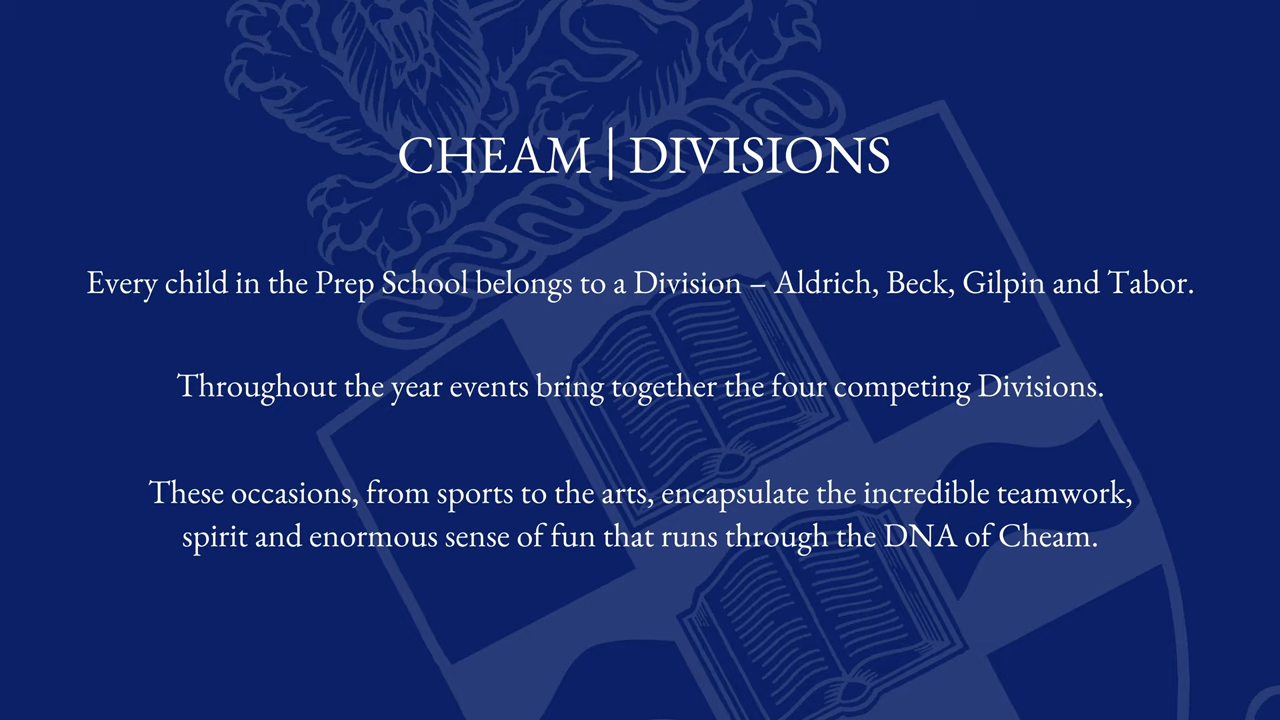 CHEAM | DIVISIONS
Every child in the Prep School belongs to a Division – Aldrich, Beck, Gilpin and Tabor.
Throughout the year events bring together the four competing Divisions.
These occasions, from sports to the arts, encapsulate the incredible teamwork,
spirit and enormous sense of fun that runs through the DNA of Cheam.